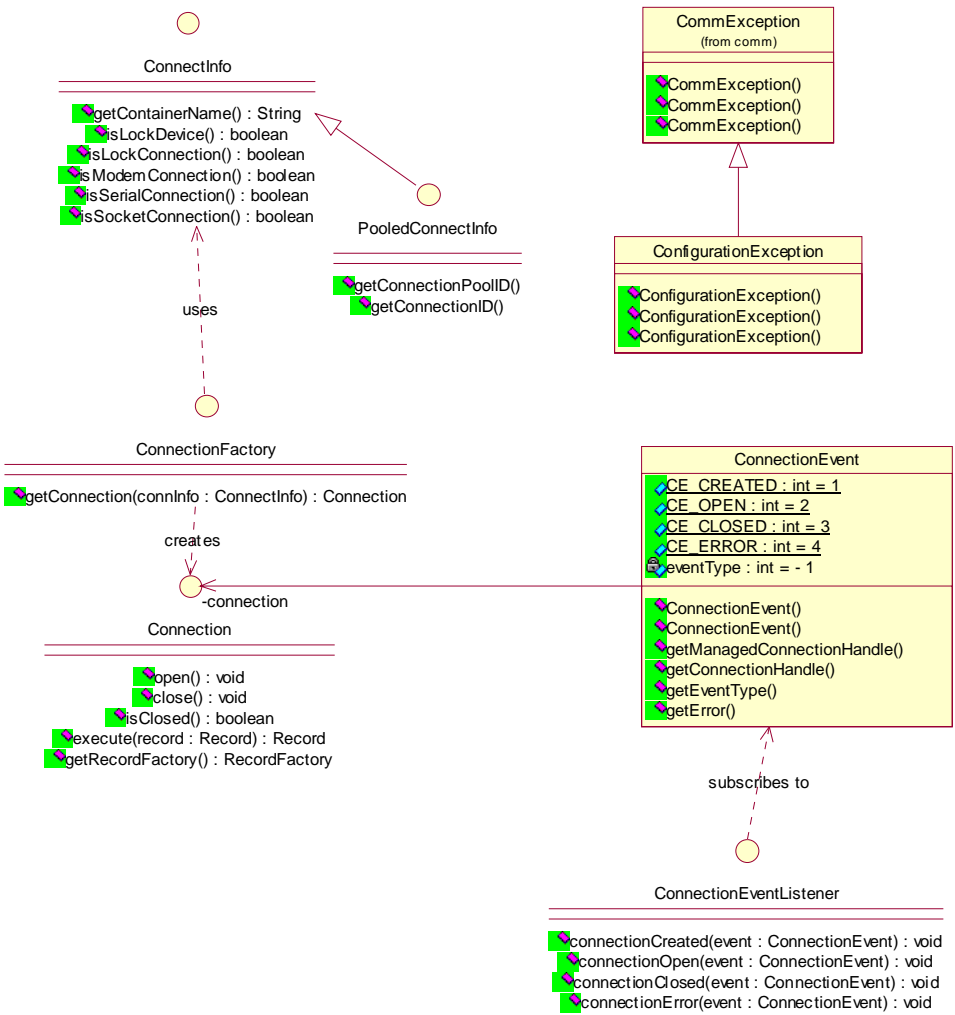 ConnectInfo
getContainerName() : String
isLockDevice() : boolean
isLockConnection() : boolean
isModemConnection() : boolean
isSerialConnection() : boolean
isSocketConnection() : boolean
PooledConnectInfo
getConnectionPoolID()
getConnectionID()
CommException
(from comm)
CommException()
CommException()
CommException()
ConfigurationException
ConfigurationException()
ConfigurationException()
ConfigurationException()
uses
ConnectionFactory
getConnection(connInfo : ConnectInfo) : Connection
creates
-connection
Connection
open() : void
close() : void
isClosed() : boolean
execute(record : Record) : Record
getRecordFactory() : RecordFactory
ConnectionEvent
CE_CREATED : int = 1
CE_OPEN : int = 2
CE_CLOSED : int = 3
CE_ERROR : int = 4
eventType : int = - 1
ConnectionEvent()
ConnectionEvent()
getManagedConnectionHandle()
getConnectionHandle()
getEventType()
getError()
subscribes to
ConnectionEventListener
connectionCreated(event : ConnectionEvent) : void
connectionOpen(event : ConnectionEvent) : void
connectionClosed(event : ConnectionEvent) : void
connectionError(event : ConnectionEvent) : void